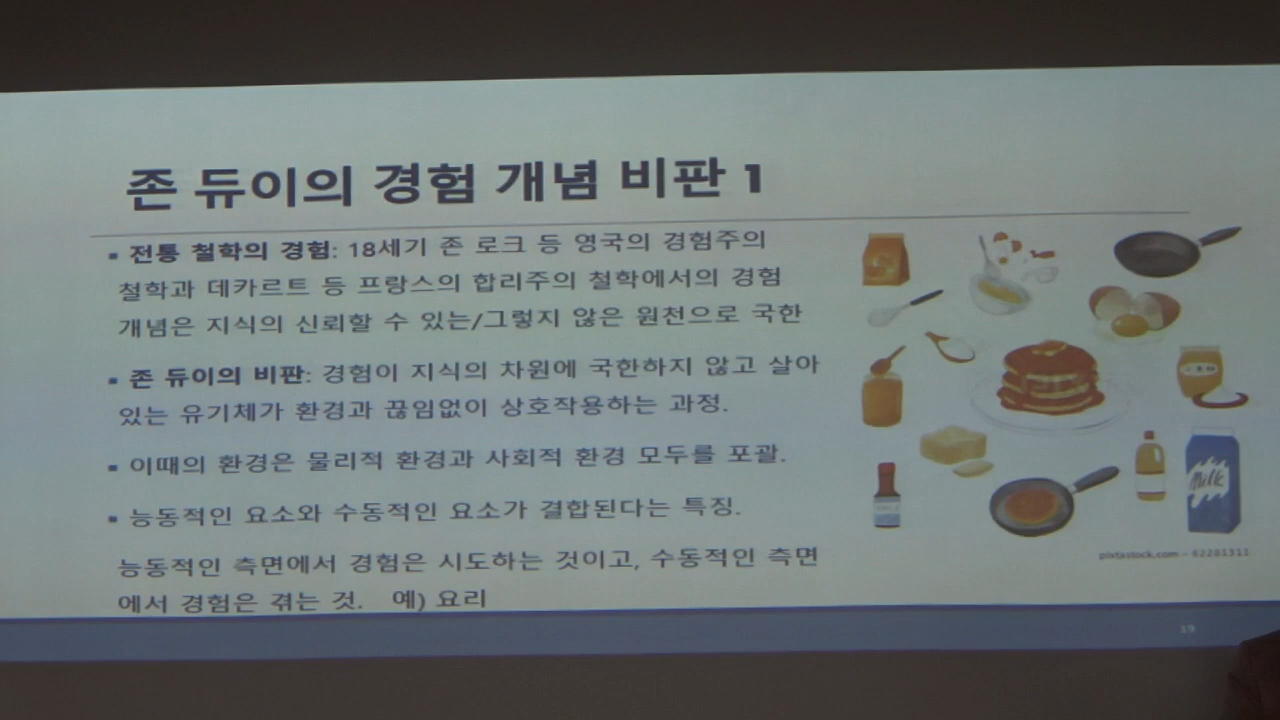 존 듀이의 경험 개념 비판 1
▪ 전통 철학의 경험: 18세기 존 로크 등 영국의 경험주의
철학과 데카르트 등 프랑스의 합리주의 철학에서의 경험
개념은 지식의 신뢰할 수 있는/그렇지 않은 원천으로 국한
▪ 존 듀이의 비판: 경험이 지식의 차원에 국한하지 않고 살아
있는 유기체가 환경과 끊임없이 상호작용하는 과정.
▪ 이때의 환경은 물리적 환경과 사회적 환경 모두를 포괄.
▪ 능동적인 요소와 수동적인 요소가 결합된다는 특징.
능동적인 측면에서 경험은 시도하는 것이고, 수동적인 측면
에서 경험은 겪는 것. 예) 요리
Milk
pixtastock.com - 62281311
19